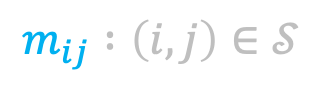 m_{ij} : (i, j) ∈ 𝒮